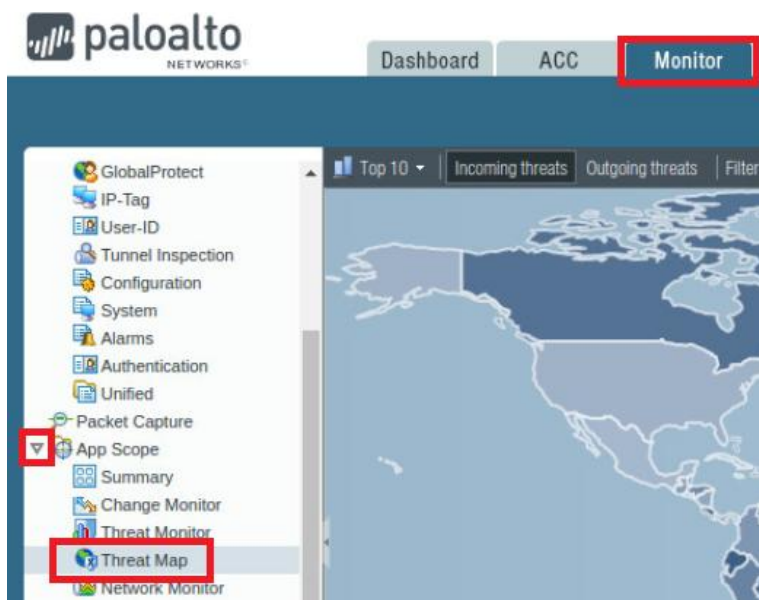 paloalto
NETWORKS®
Dashboard ACC Monitor
Top 10 Incoming threats Outgoing threats Filter
GlobalProtect
IP-Tag
User-ID
Tunnel Inspection
Configuration
System
Alarms
Authentication
Unified
Packet Capture
App Scope
Summary
Change Monitor
Threat Monitor
Threat Map
Network Monitor